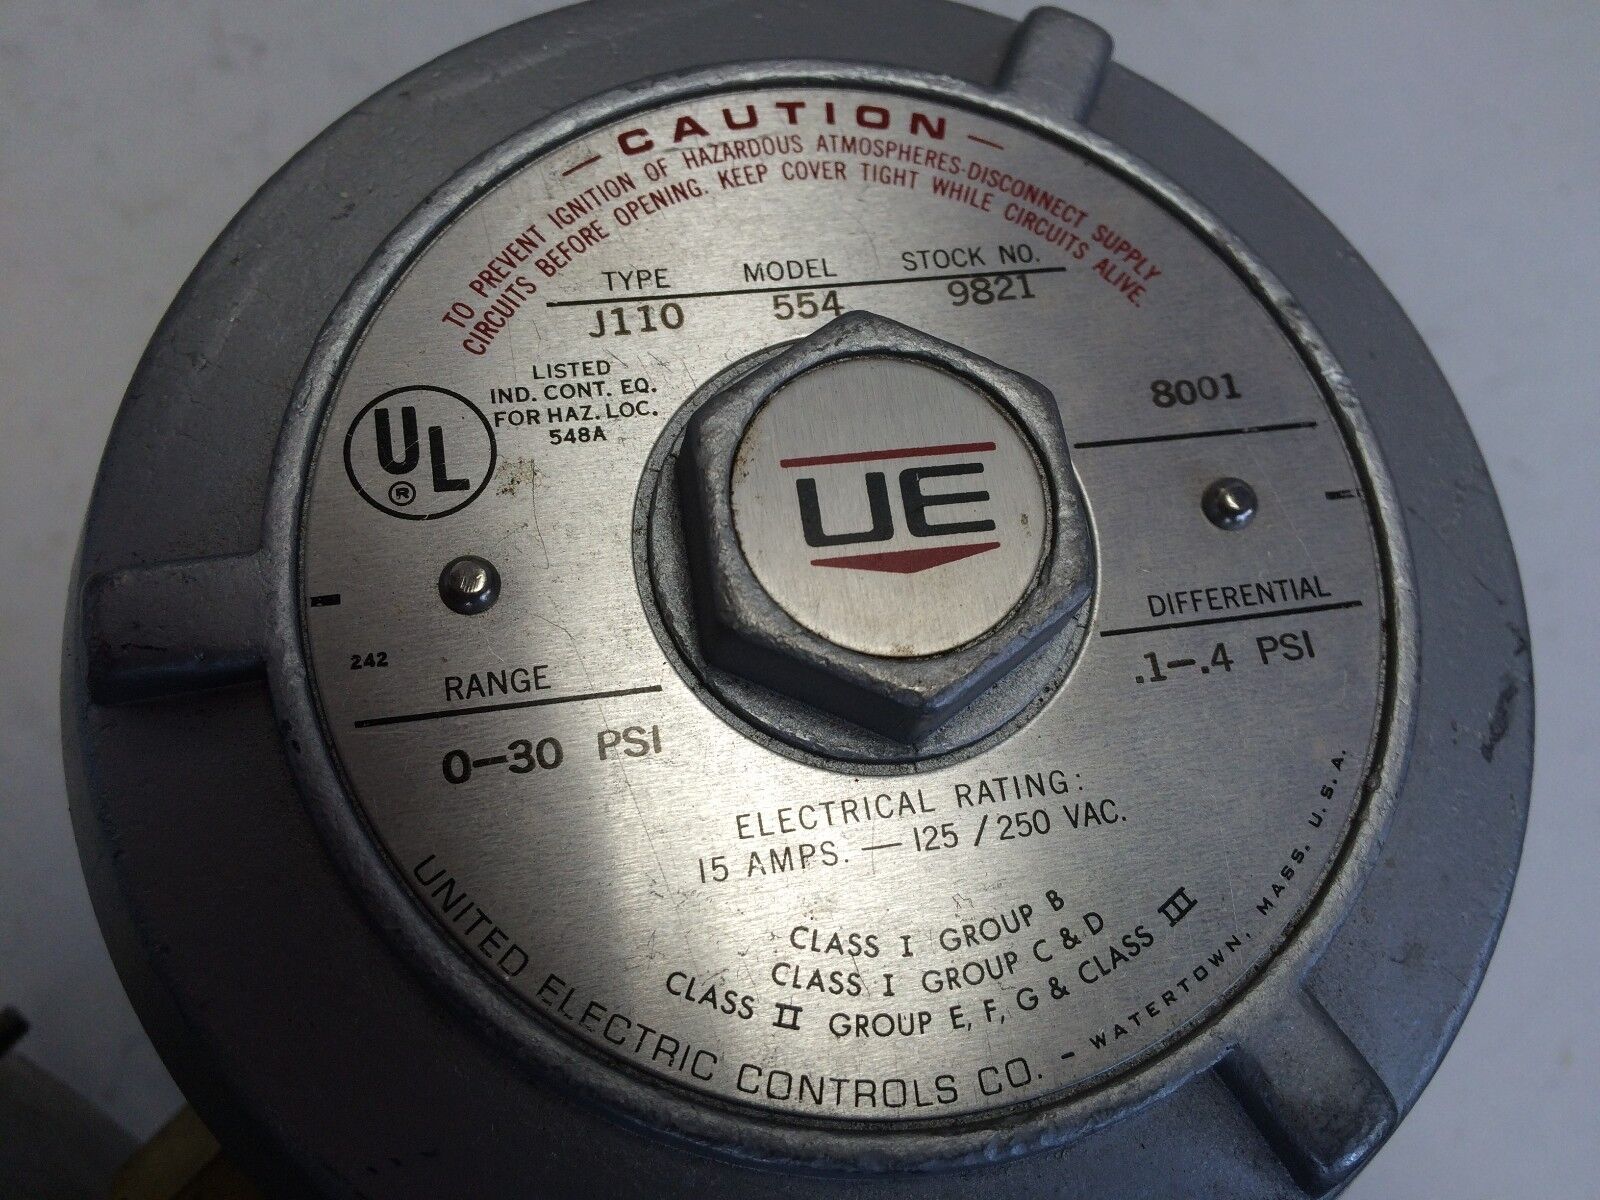 — CAUTION —
TO PREVENT IGNITION OF HAZARDOUS ATMOSPHERES-DISCONNECT SUPPLY
CIRCUITS BEFORE OPENING. KEEP COVER TIGHT WHILE CIRCUITS ALIVE.
TYPE MODEL STOCK NO.
J110 554 9821
UL ®
LISTED
IND. CONT. EQ.
FOR HAZ. LOC.
548A
8001
UE
242
RANGE
0-30 PSI
DIFFERENTIAL
.1-.4 PSI
ELECTRICAL RATING:
15 AMPS. — 125/250 VAC.
CLASS I GROUP B
CLASS I GROUP C & D
CLASS II GROUP E, F, G & CLASS III
UNITED ELECTRIC CONTROLS CO. - WATERTOWN, MASS. U.S.A.